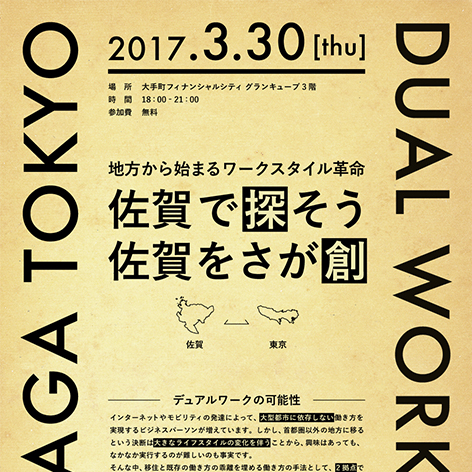 2017.3.30 [thu]
場 所 大手町フィナンシャルシティ グランキューブ3階
時 間 18:00 - 21:00
参加費 無料
地方から始まるワークスタイル革命
佐賀で探そう
佐賀をさが創
佐賀
東京
デュアルワークの可能性
インターネットやモビリティの発達によって、大型都市に依存しない働き方を
実現するビジネスパーソンが増えています。しかし、首都圏以外の地方に移る
という決断は大きなライフスタイルの変化を伴うことから、興味はあっても、
なかなか実行するのが難しいのも事実です。
そんな中、移住と既存の働き方の乖離を埋める働き方の手法として、2拠点で
AGA TOKYO
DUAL WORK